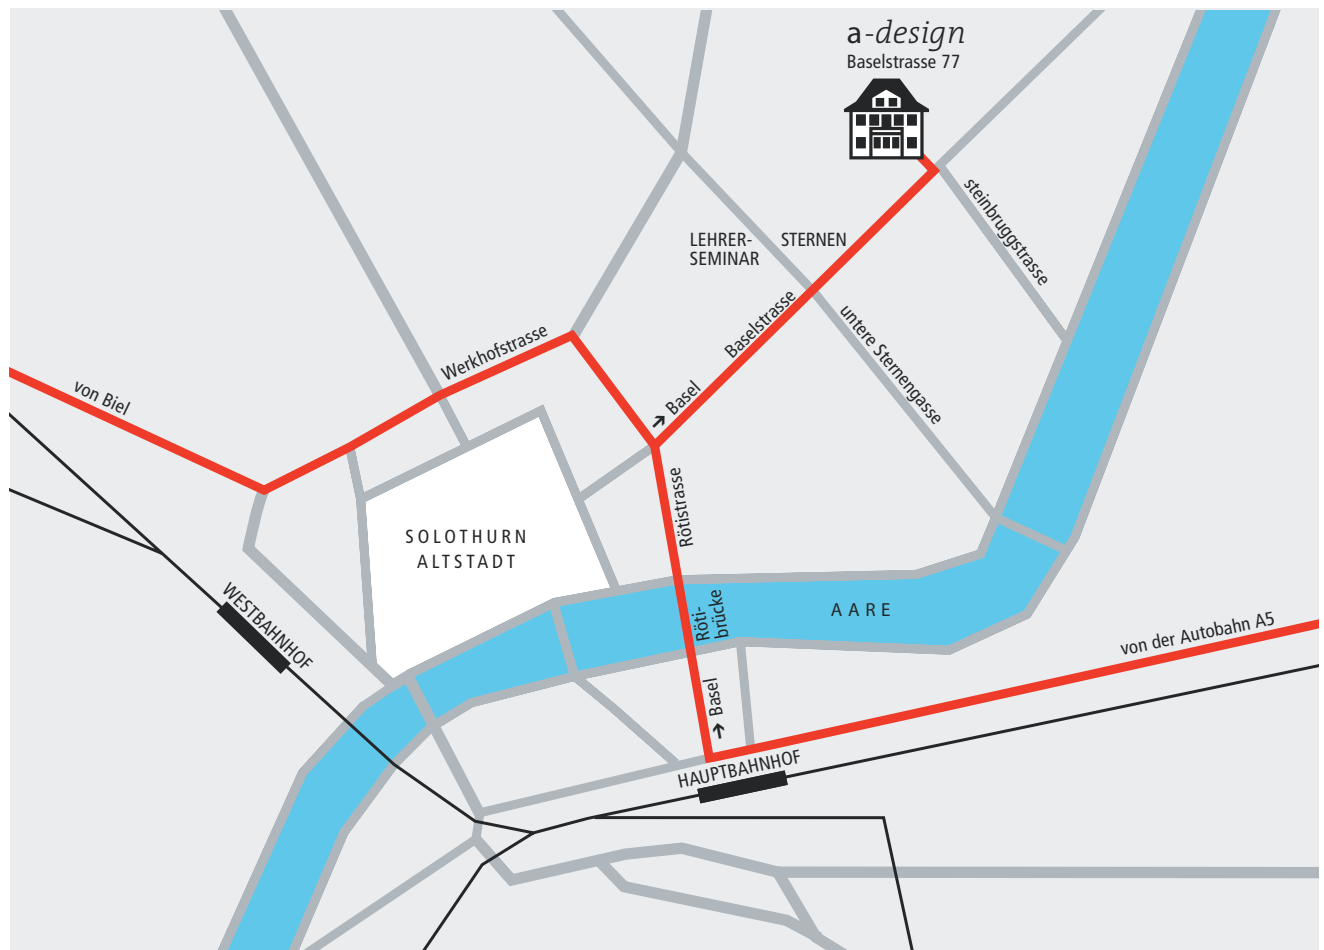 a-design
Baselstrasse 77
steinbruggstrasse
LEHRER-
SEMINAR
STERNEN
Baselstrasse
untere Sternengasse
Werkhofstrasse
von Biel
→ Basel
Rötistrasse
SOLOTHURN
ALTSTADT
WESTBAHNHOF
Röti-
brücke
AARE
von der Autobahn A5
→ Basel
HAUPTBAHNHOF